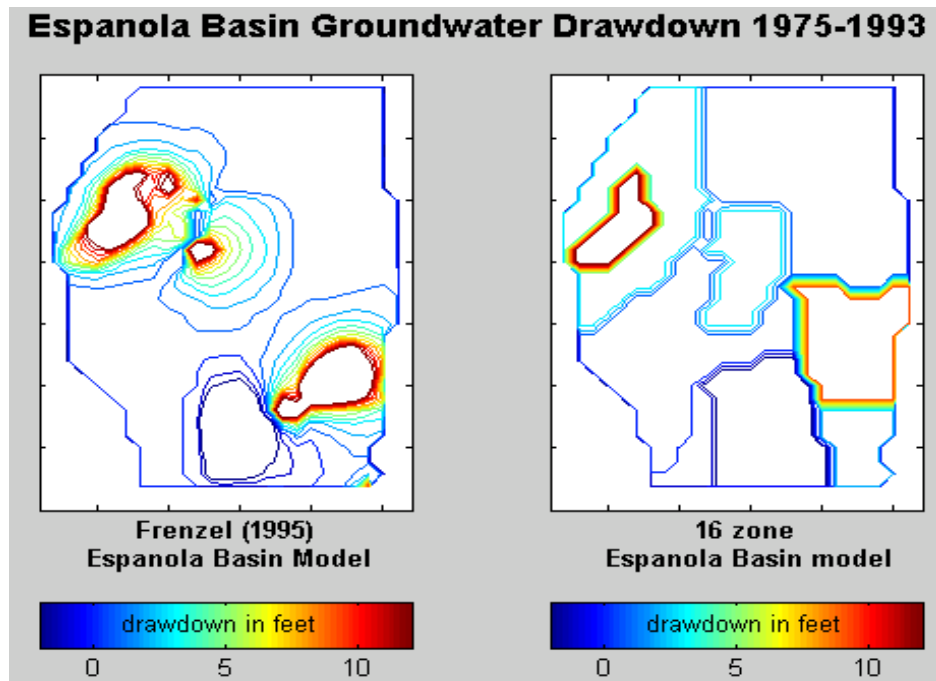 Espanola Basin Groundwater Drawdown 1975-1993
Frenzel (1995)
Espanola Basin Model
16 zone
Espanola Basin model
drawdown in feet
0 5 10
drawdown in feet
0 5 10